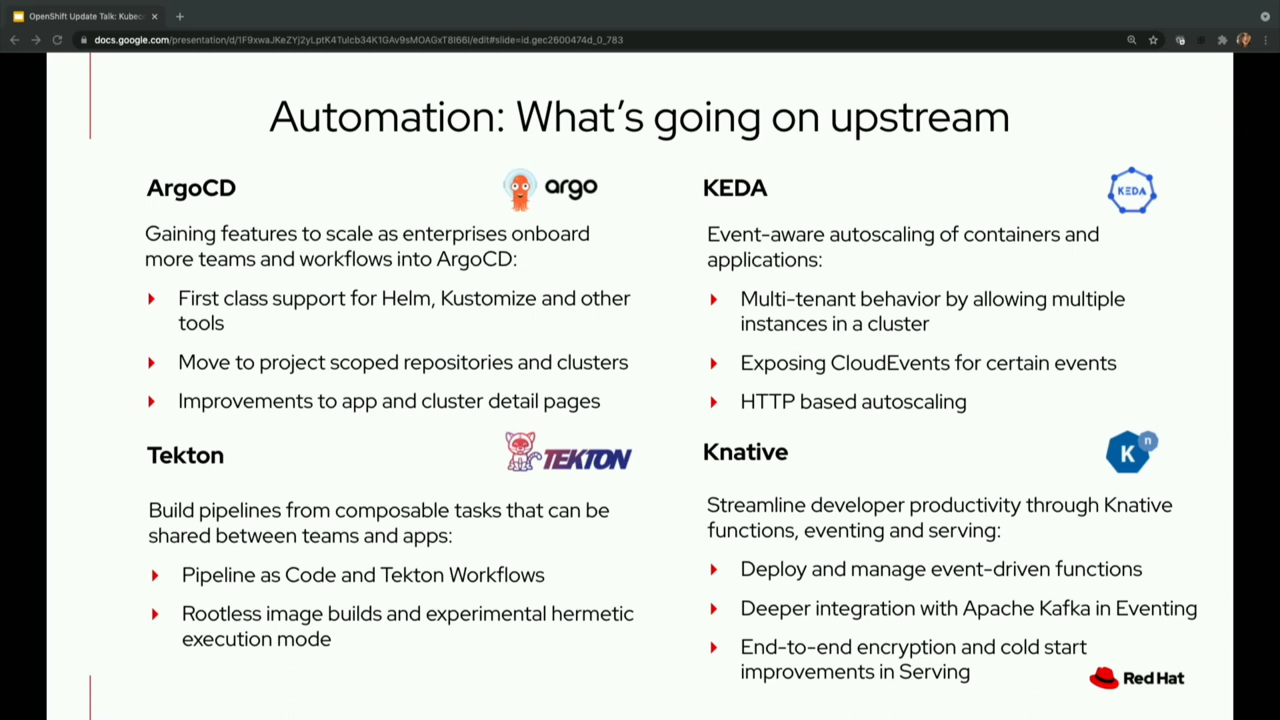 OpenShift Update Talk: Kubec
docs.google.com/presentation/d/1F9xwaJKeZYj2yLptK4Tulcb34K1GAv9sMOAGxT8I66I/edit#slide=id.gec2600474d_0_783
Automation: What's going on upstream
ArgoCD
argo
Gaining features to scale as enterprises onboard
more teams and workflows into ArgoCD:
First class support for Helm, Kustomize and other
tools
Move to project scoped repositories and clusters
Improvements to app and cluster detail pages
KEDA
KEDA
Event-aware autoscaling of containers and
applications:
Multi-tenant behavior by allowing multiple
instances in a cluster
Exposing CloudEvents for certain events
HTTP based autoscaling
Tekton
TEKTON
Build pipelines from composable tasks that can be
shared between teams and apps:
Pipeline as Code and Tekton Workflows
Rootless image builds and experimental hermetic
execution mode
Knative
K n
Streamline developer productivity through Knative
functions, eventing and serving:
Deploy and manage event-driven functions
Deeper integration with Apache Kafka in Eventing
End-to-end encryption and cold start
improvements in Serving
Red Hat